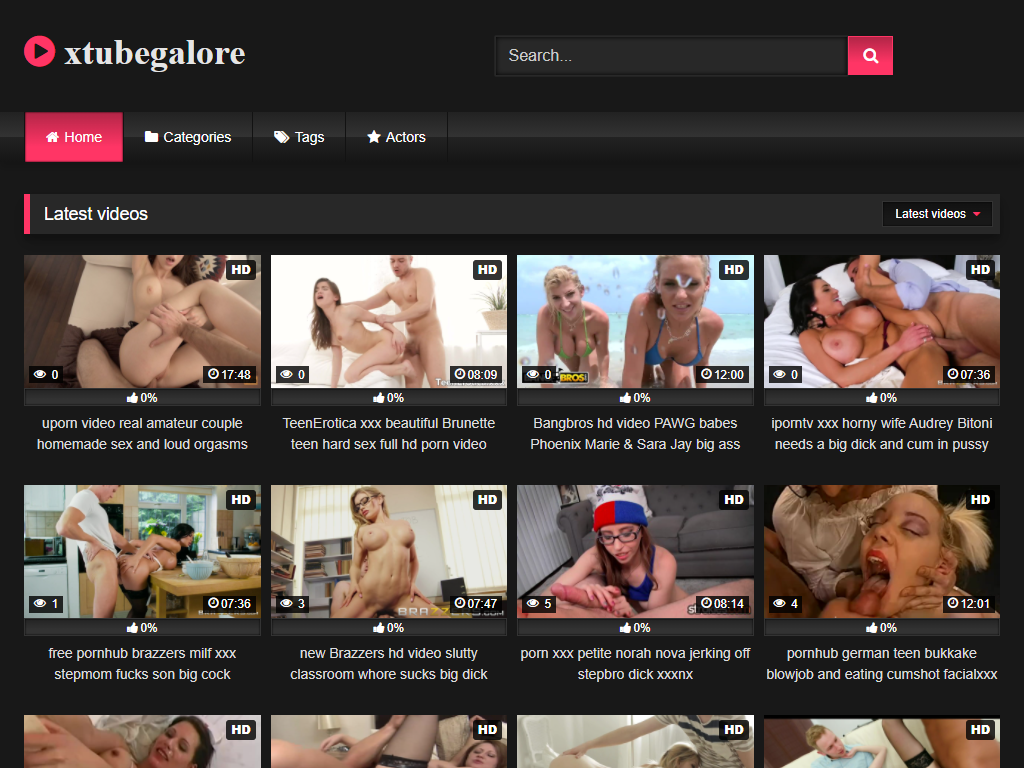 xtubegalore
Search...
Home Categories Tags Actors
Latest videos
Latest videos
HD HD HD HD
0 17:48 0 08:09 0 BROS! 12:00 0 07:36
0% 0% 0% 0%
uporn video real amateur couple
homemade sex and loud orgasms
TeenErotica xxx beautiful Brunette
teen hard sex full hd porn video
Bangbros hd video PAWG babes
Phoenix Marie & Sara Jay big ass
iporntv xxx horny wife Audrey Bitoni
needs a big dick and cum in pussy
HD HD HD HD
1 07:36 3 07:47 5 08:14 4 12:01
0% 0% 0% 0%
free pornhub brazzers milf xxx
stepmom fucks son big cock
new Brazzers hd video slutty
classroom whore sucks big dick
porn xxx petite norah nova jerking off
stepbro dick xxxnx
pornhub german teen bukkake
blowjob and eating cumshot facialxxx
HD HD HD HD